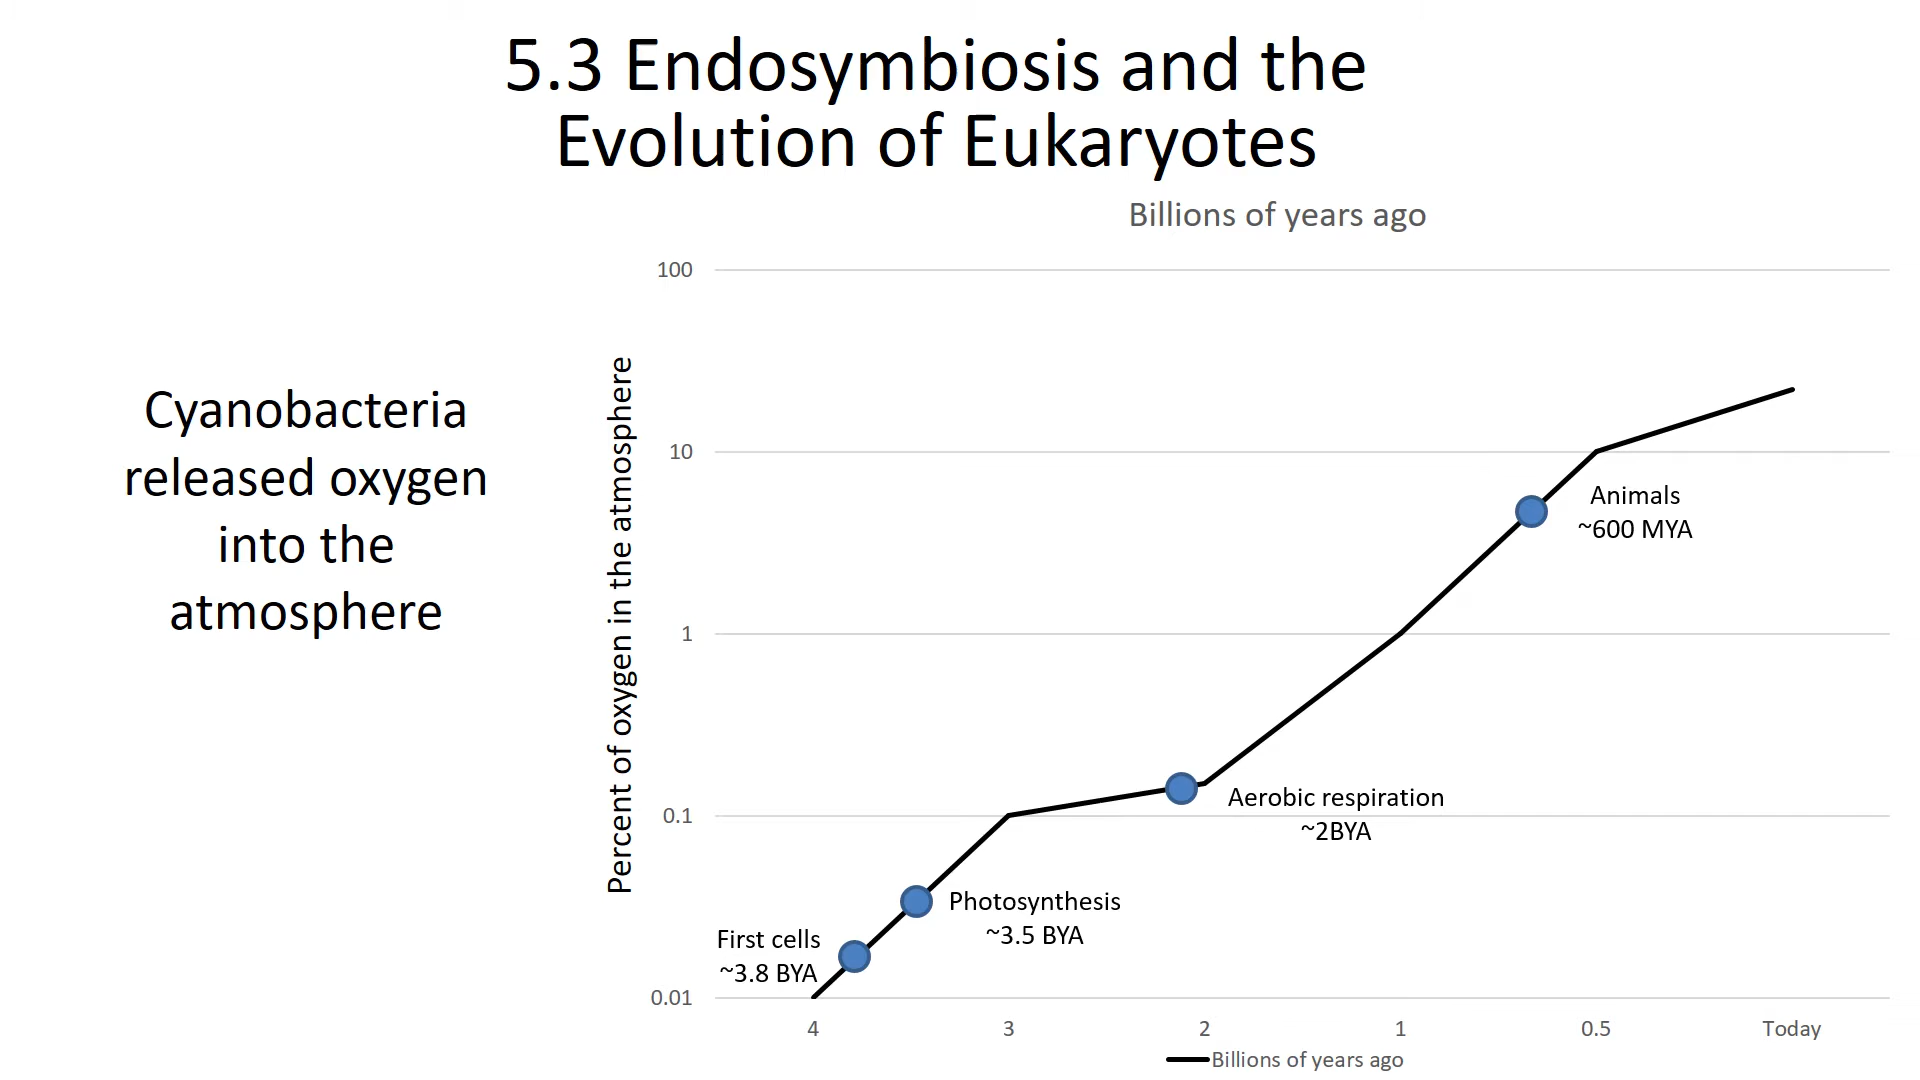 5.3 Endosymbiosis and the
Evolution of Eukaryotes
Cyanobacteria
released oxygen
into the
atmosphere
Billions of years ago
Percent of oxygen in the atmosphere
100
10
1
0.1
0.01
Animals
~600 MYA
Aerobic respiration
~2BYA
Photosynthesis
~3.5 BYA
First cells
~3.8 BYA
4 3 2 1 0.5 Today
Billions of years ago